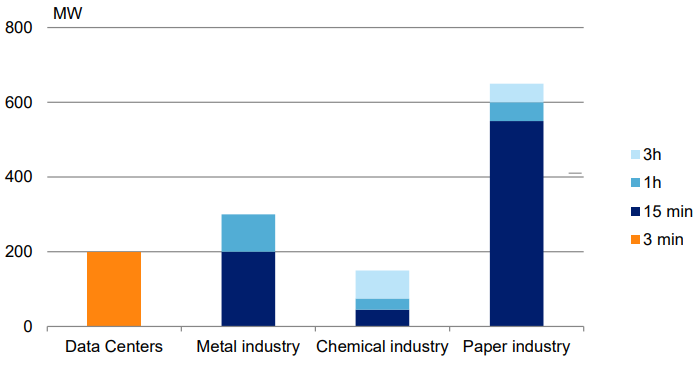 MW
800
600
400
200
0
Data Centers
Metal industry
Chemical industry
Paper industry
3h
1h
15 min
3 min